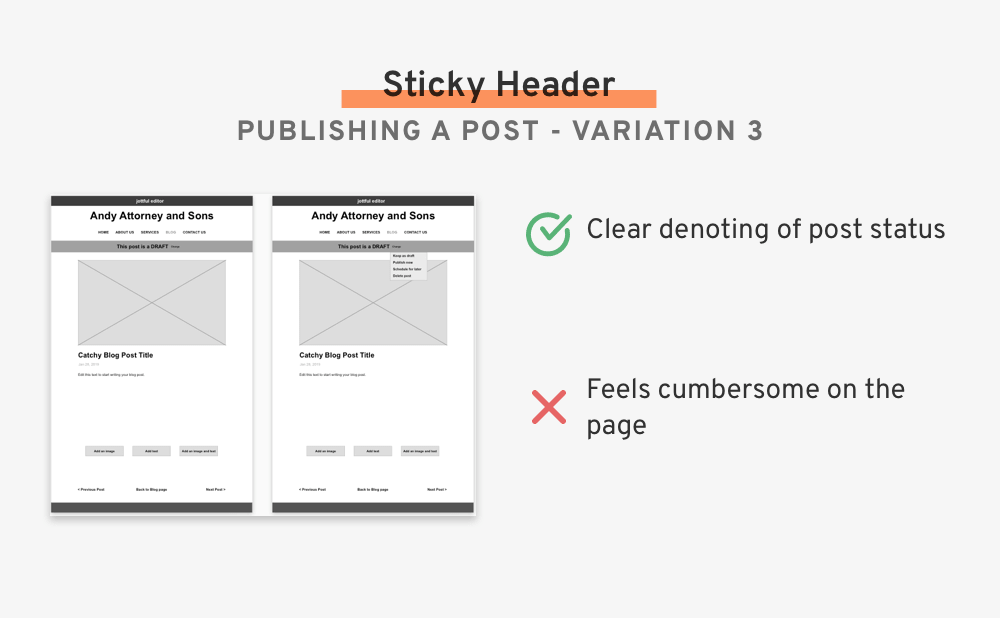 Sticky Header
PUBLISHING A POST - VARIATION 3
jottful editor
Andy Attorney and Sons
HOME ABOUT US SERVICES BLOG CONTACT US
This post is a DRAFT
Catchy Blog Post Title
Edit this text to start writing your blog post.
Add an image Add text Add an image and text
< Previous Post Back to Blog page Next Post >
jottful editor
Andy Attorney and Sons
HOME ABOUT US SERVICES BLOG CONTACT US
This post is a DRAFT
Keep as draft
Publish now
Schedule for later
Delete post
Catchy Blog Post Title
Edit this text to start writing your blog post.
Add an image Add text Add an image and text
< Previous Post Back to Blog page Next Post >
Clear denoting of post status
Feels cumbersome on the
page